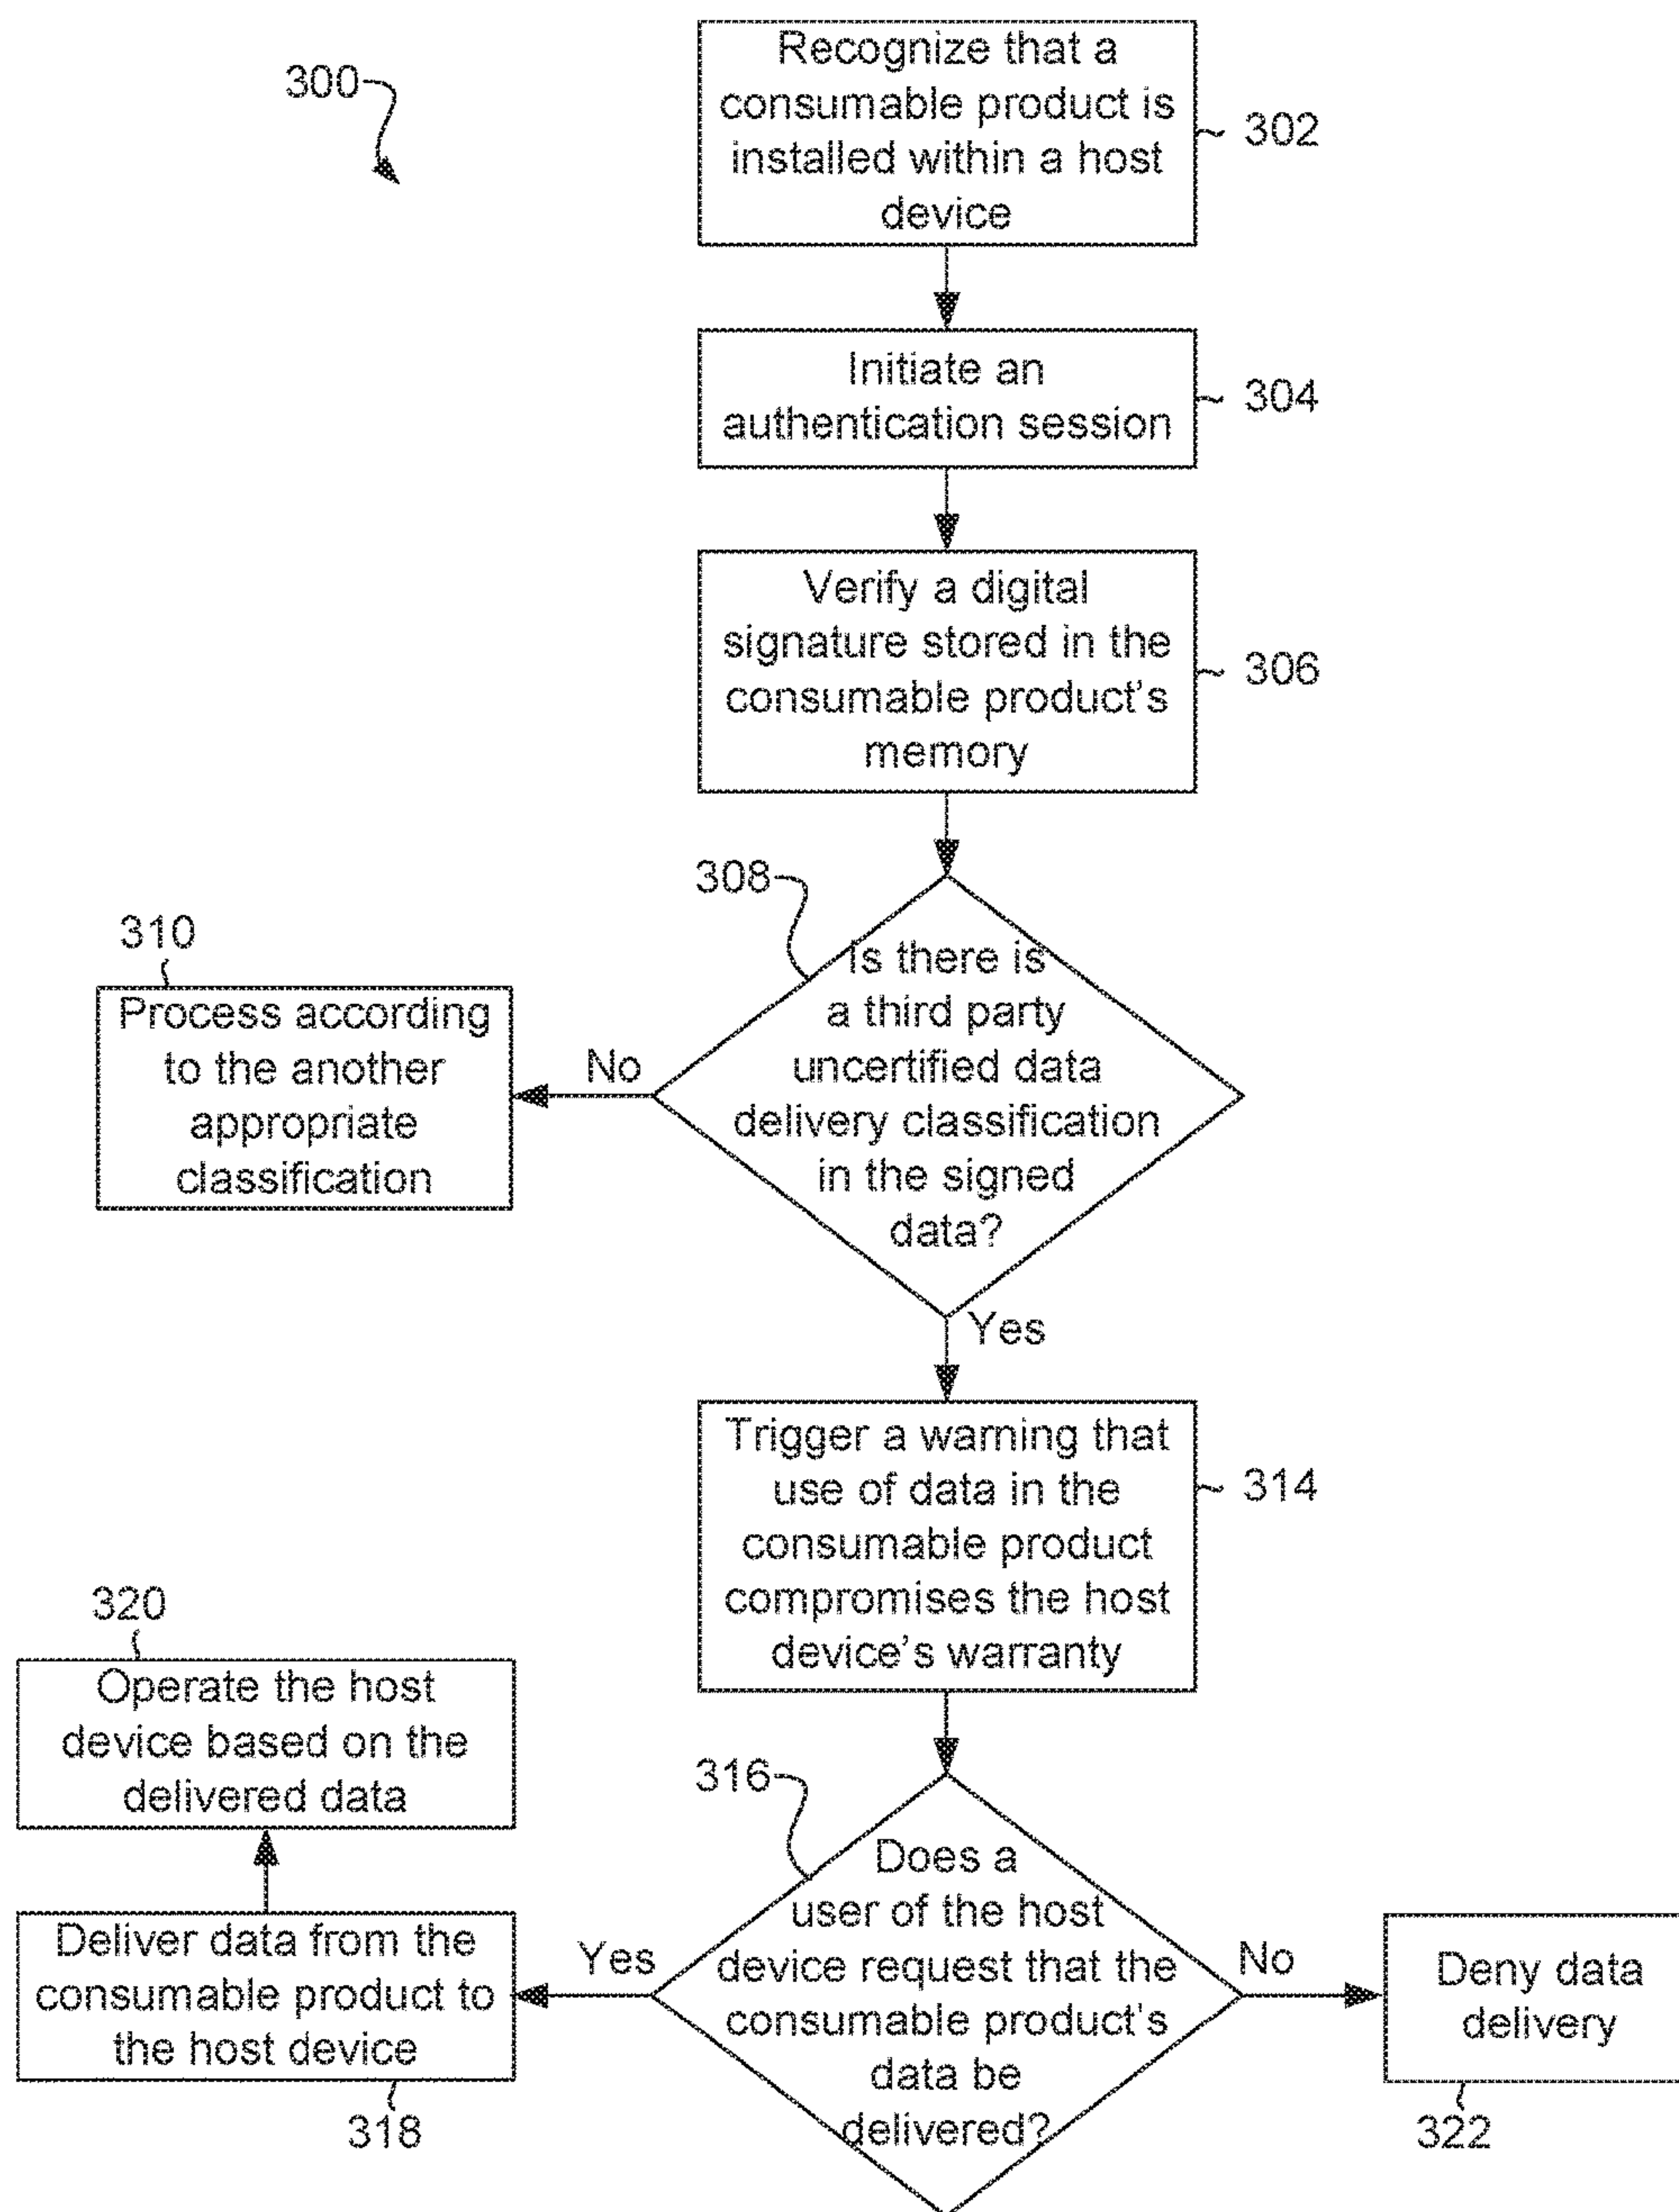 300
Recognize that a
consumable product is
installed within a host
device
302
Initiate an
authentication session
304
Verify a digital
signature stored in the
consumable product's
memory
306
308
Is there is
a third party
uncertified data
delivery classification
in the signed
data?
310
Process according
to the another
appropriate
classification
No
Yes
Trigger a warning that
use of data in the
consumable product
compromises the host
device's warranty
314
316
Does a
user of the host
device request that the
consumable product's
data be
delivered?
320
Operate the host
device based on the
delivered data
Deliver data from the
consumable product to
the host device
318
Yes
No
Deny data
delivery
322